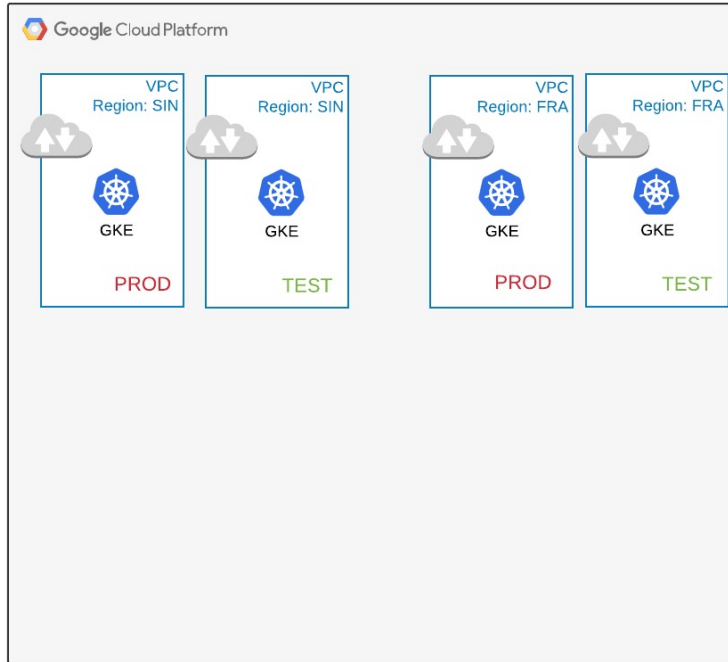 Google Cloud Platform
VPC
Region: SIN
GKE
PROD
VPC
Region: SIN
GKE
TEST
VPC
Region: FRA
GKE
PROD
VPC
Region: FRA
GKE
TEST